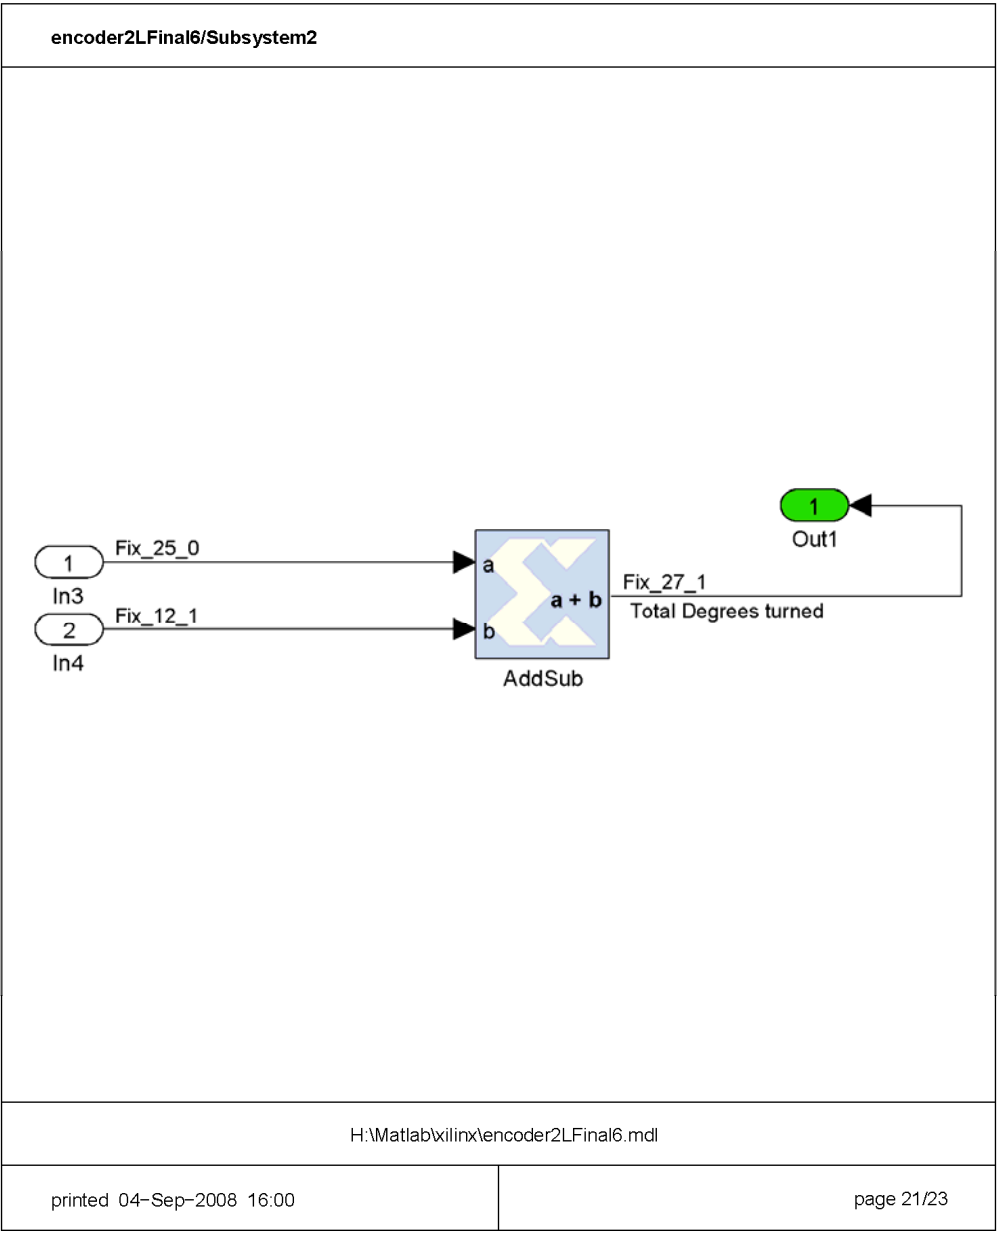 encoder2LFinal6/Subsystem2
1
Out1
1
Fix_25_0
In3
2
Fix_12_1
In4
a
b
a + b
AddSub
Fix_27_1
Total Degrees turned
H:\Matlab\xilinx\encoder2LFinal6.mdl
printed 04-Sep-2008 16:00
page 21/23